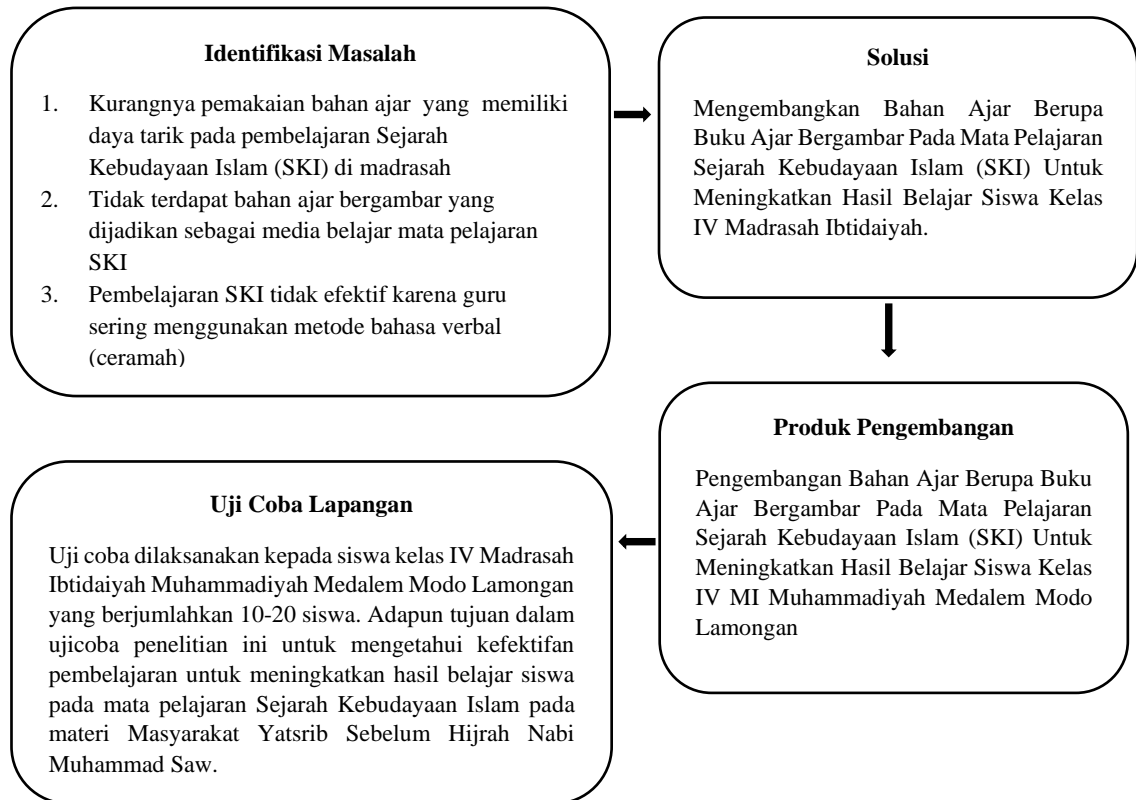 Identifikasi Masalah
1. Kurangnya pemakaian bahan ajar yang memiliki
daya tarik pada pembelajaran Sejarah
Kebudayaan Islam (SKI) di madrasah
2. Tidak terdapat bahan ajar bergambar yang
dijadikan sebagai media belajar mata pelajaran
SKI
3. Pembelajaran SKI tidak efektif karena guru
sering menggunakan metode bahasa verbal
(ceramah)
Solusi
Mengembangkan Bahan Ajar Berupa
Buku Ajar Bergambar Pada Mata Pelajaran
Sejarah Kebudayaan Islam (SKI) Untuk
Meningkatkan Hasil Belajar Siswa Kelas
IV Madrasah Ibtidaiyah.
Produk Pengembangan
Pengembangan Bahan Ajar Berupa Buku
Ajar Bergambar Pada Mata Pelajaran
Sejarah Kebudayaan Islam (SKI) Untuk
Meningkatkan Hasil Belajar Siswa Kelas
IV MI Muhammadiyah Medalem Modo
Lamongan
Uji Coba Lapangan
Uji coba dilaksanakan kepada siswa kelas IV Madrasah
Ibtidaiyah Muhammadiyah Medalem Modo Lamongan
yang berjumlahkan 10-20 siswa. Adapun tujuan dalam
ujicoba penelitian ini untuk mengetahui kefektifan
pembelajaran untuk meningkatkan hasil belajar siswa
pada mata pelajaran Sejarah Kebudayaan Islam pada
materi Masyarakat Yatsrib Sebelum Hijrah Nabi
Muhammad Saw.